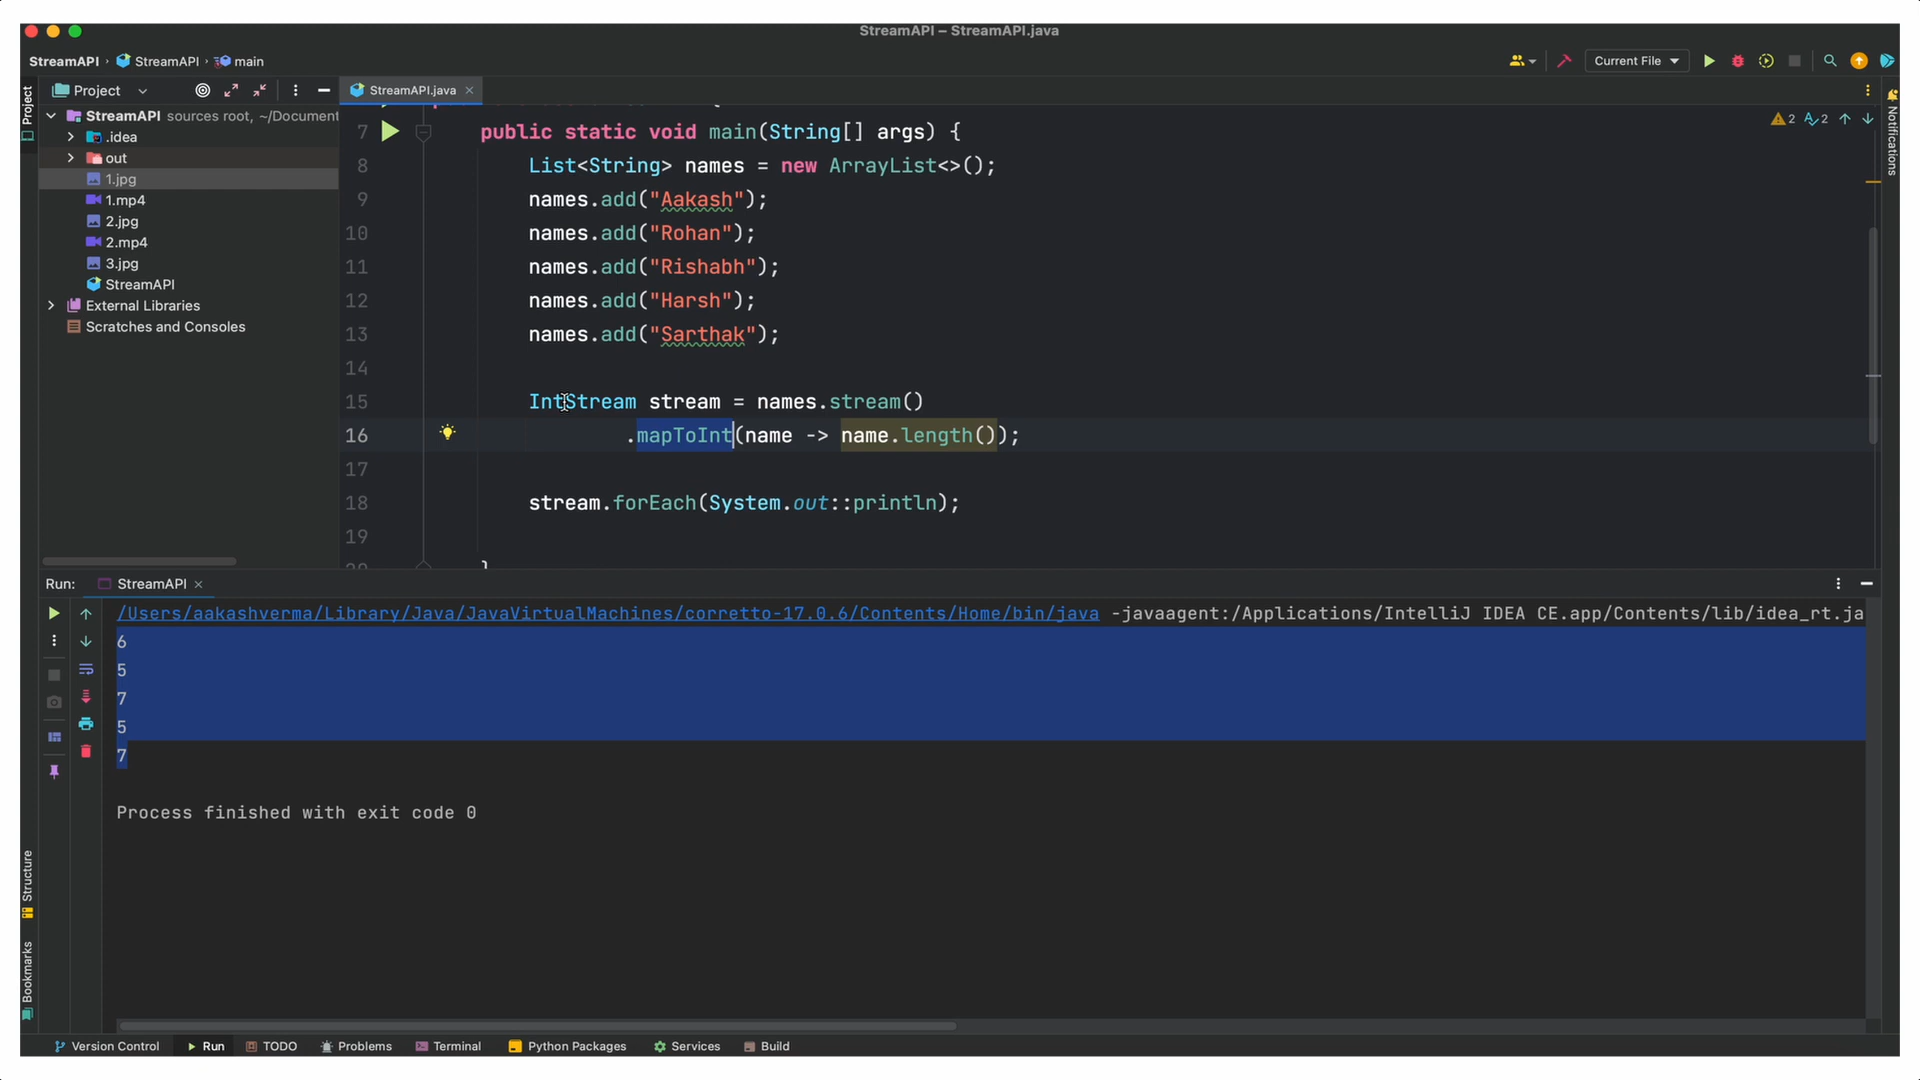 StreamAPI – StreamAPI.java
StreamAPI › StreamAPI › main
Current File
Project
StreamAPI.java
2 2
Project
Notifications
StreamAPI sources root, ~/Document
.idea
out
1.jpg
1.mp4
2.jpg
2.mp4
3.jpg
StreamAPI
External Libraries
Scratches and Consoles
7 public static void main(String[] args) {
8 List<String> names = new ArrayList<>();
9 names.add("Aakash");
10 names.add("Rohan");
11 names.add("Rishabh");
12 names.add("Harsh");
13 names.add("Sarthak");
14
15 IntStream stream = names.stream()
16 .mapToInt(name -> name.length());
17
18 stream.forEach(System.out::println);
19
}
Run: StreamAPI
/Users/aakashverma/Library/Java/JavaVirtualMachines/corretto-17.0.6/Contents/Home/bin/java -javaagent:/Applications/IntelliJ IDEA CE.app/Contents/lib/idea_rt.ja
6
5
7
5
7
Process finished with exit code 0
Structure
Bookmarks
Version Control Run TODO Problems Terminal Python Packages Services Build